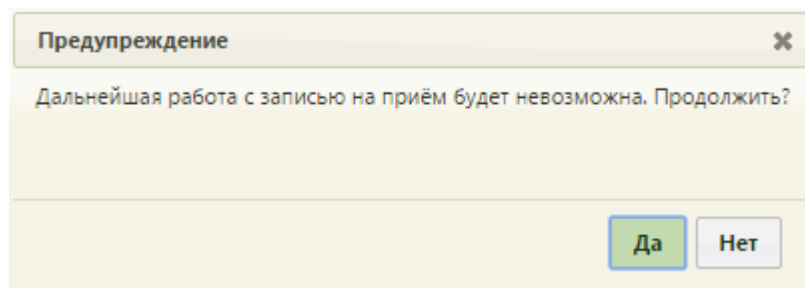 Предупреждение
Дальнейшая работа с записью на приём будет невозможна. Продолжить?
Да Нет